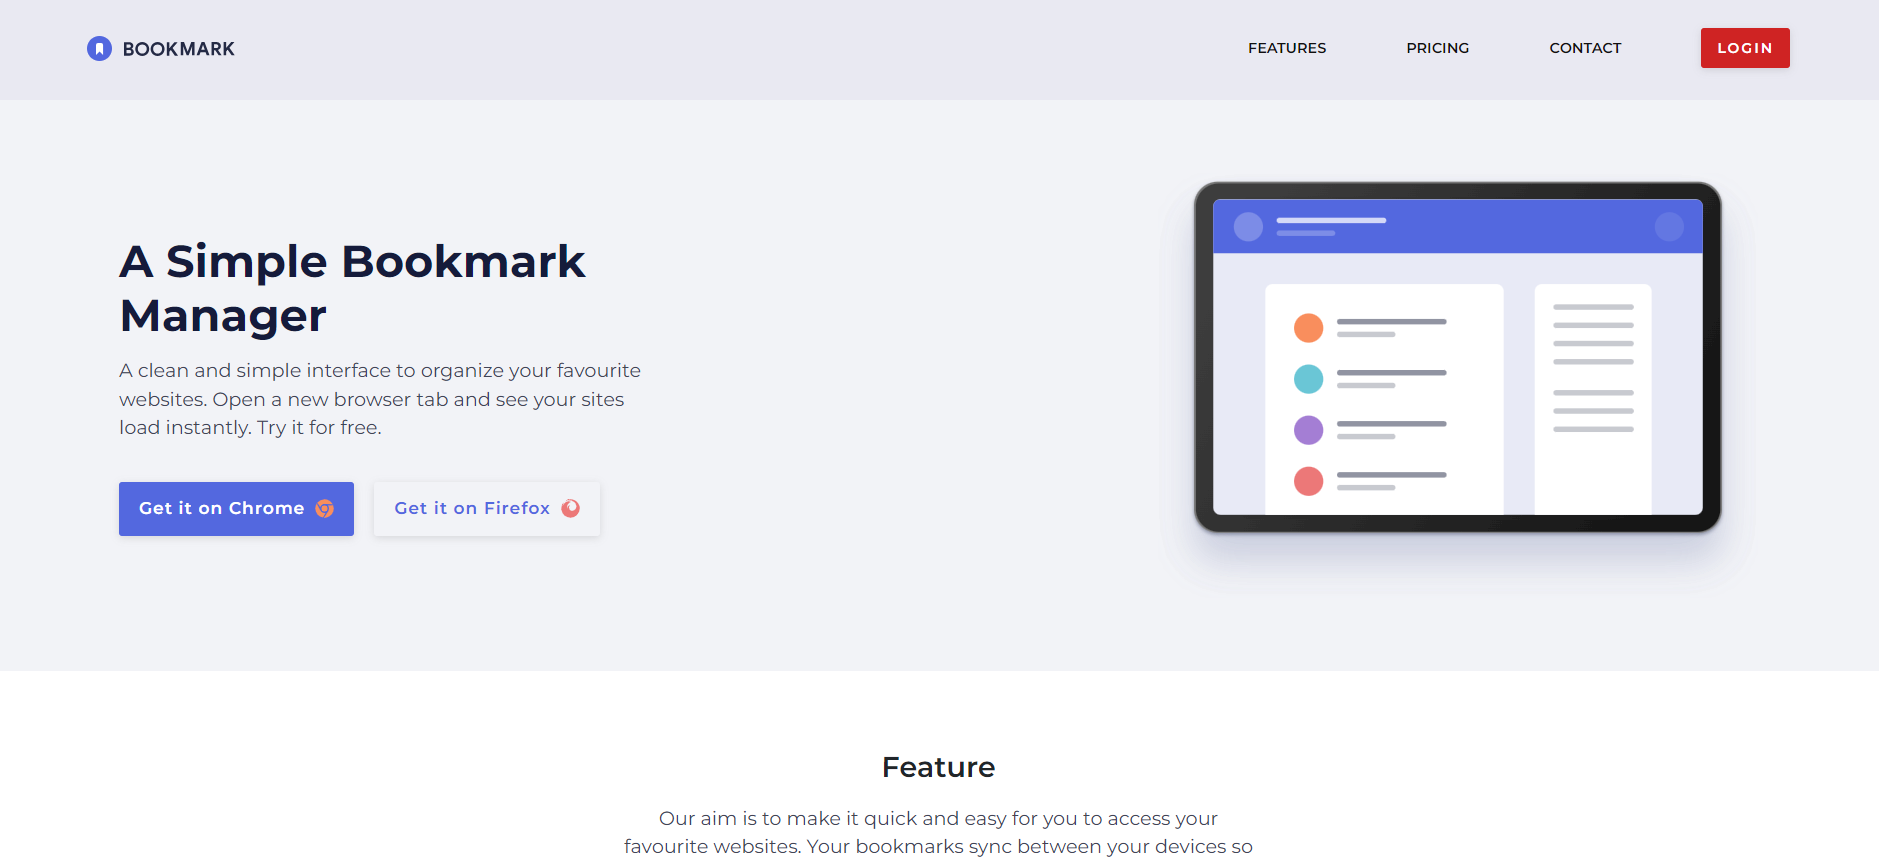 BOOKMARK
FEATURES
PRICING
CONTACT
LOGIN
A Simple Bookmark
Manager
A clean and simple interface to organize your favourite
websites. Open a new browser tab and see your sites
load instantly. Try it for free.
Get it on Chrome
Get it on Firefox
Feature
Our aim is to make it quick and easy for you to access your
favourite websites. Your bookmarks sync between your devices so